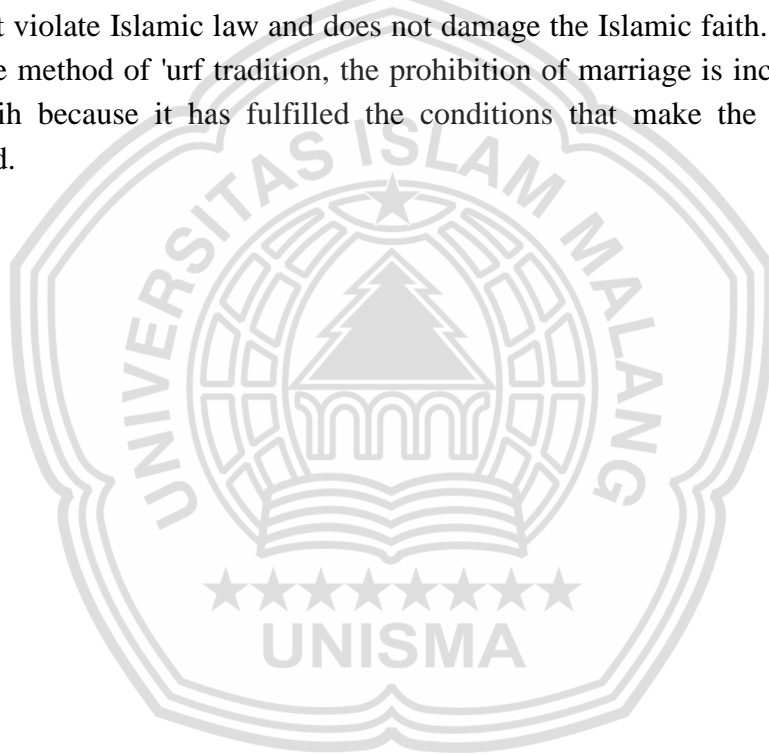 t violate Islamic law and does not damage the Islamic faith.
e method of 'urf tradition, the prohibition of marriage is inc
ih because it has fulfilled the conditions that make the
d.
UNIVERSITAS ISLAM MALANG
UNISMA